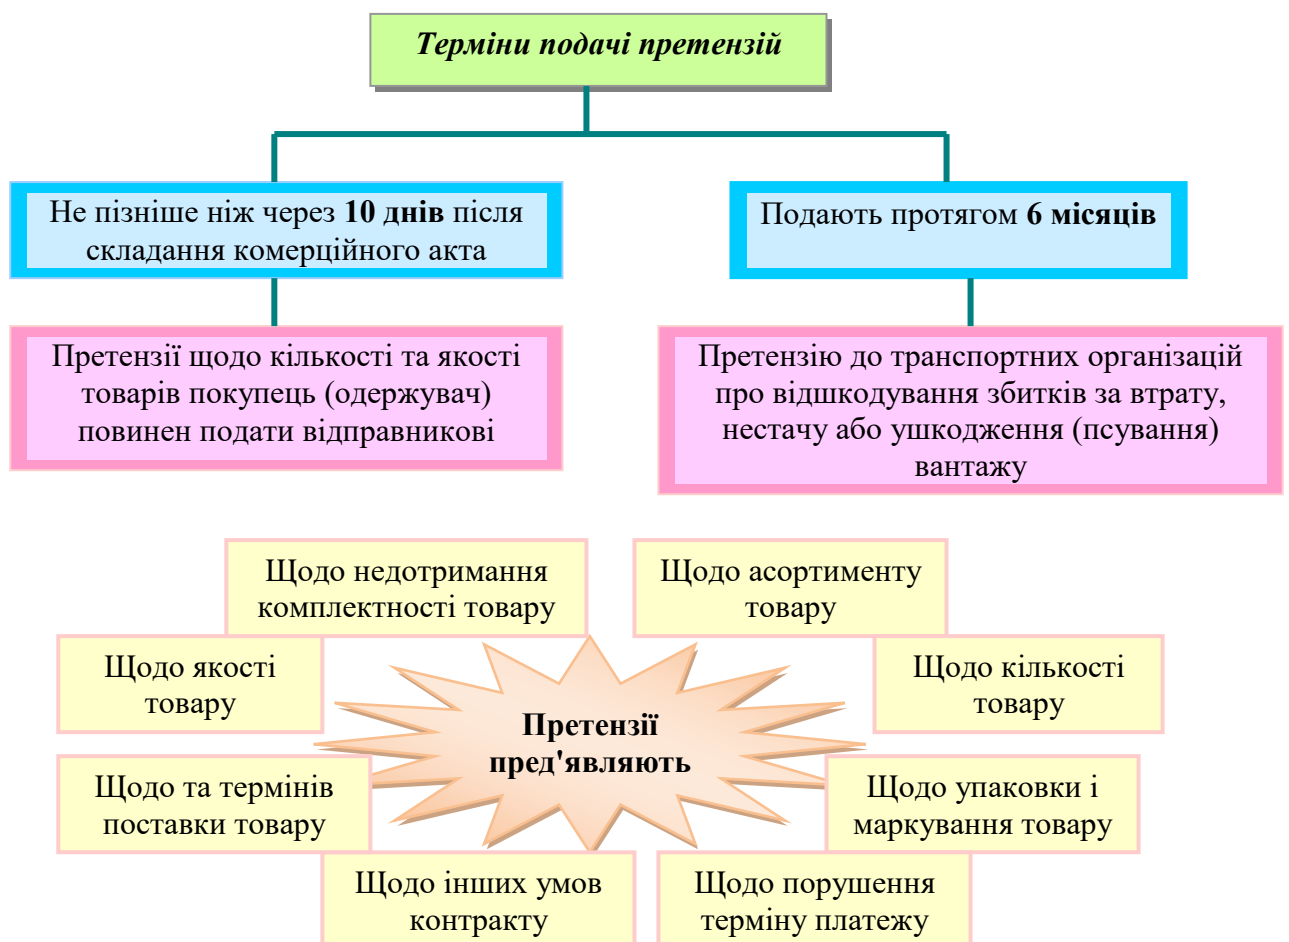 Терміни подачі претензій
Не пізніше ніж через 10 днів після
складання комерційного акта
Подають протягом 6 місяців
Претензії щодо кількості та якості
товарів покупець (одержувач)
повинен подати відправникові
Претензію до транспортних організацій
про відшкодування збитків за втрату,
нестачу або ушкодження (псування)
вантажу
Щодо недотримання
комплектності товару
Щодо асортименту
товару
Щодо якості
товару
Щодо кількості
товару
Претензії
пред'являють
Щодо та термінів
поставки товару
Щодо упаковки і
маркування товару
Щодо інших умов
контракту
Щодо порушення
терміну платежу